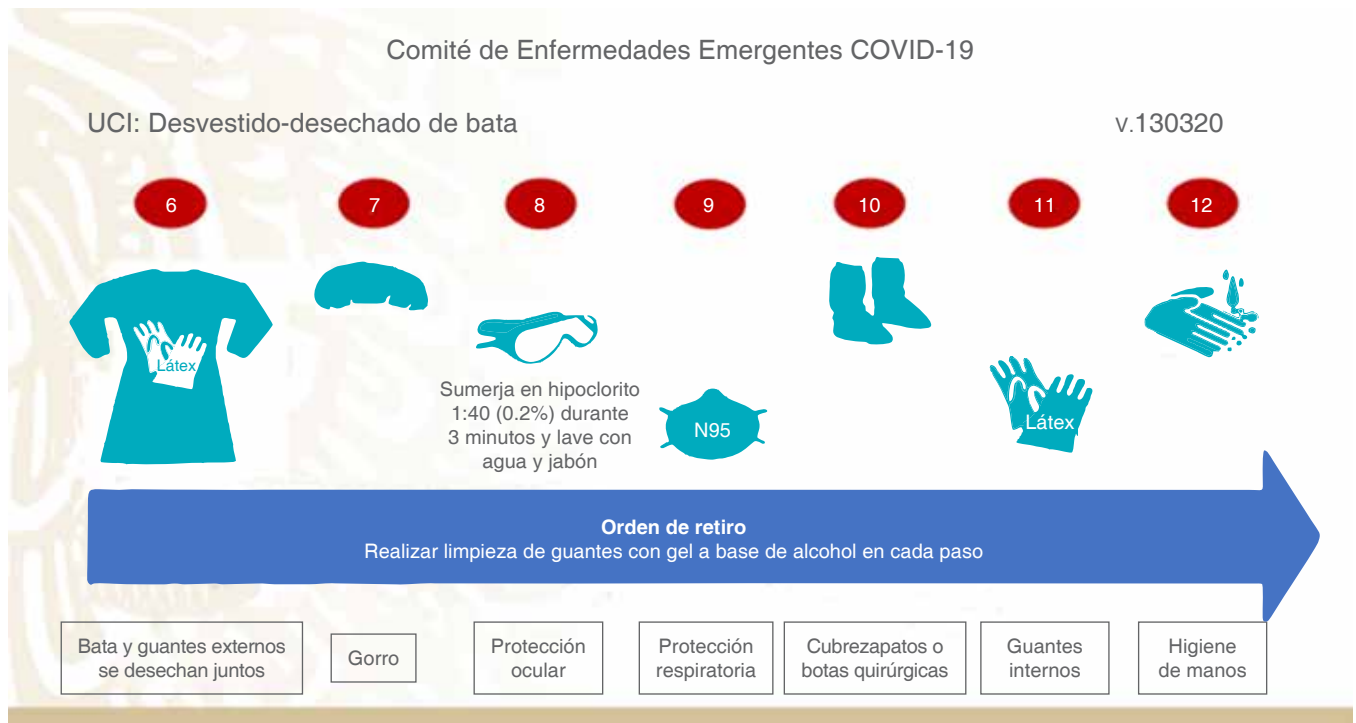 Comité de Enfermedades Emergentes COVID-19
UCI: Desvestido-desechado de bata
v.130320
6
7
8
9
10
11
12
Látex
Sumerja en hipoclorito
1:40 (0.2%) durante
3 minutos y lave con
agua y jabón
N95
Látex
Orden de retiro
Realizar limpieza de guantes con gel a base de alcohol en cada paso
Bata y guantes externos
se desechan juntos
Gorro
Protección
ocular
Protección
respiratoria
Cubrezapatos o
botas quirúrgicas
Guantes
internos
Higiene
de manos